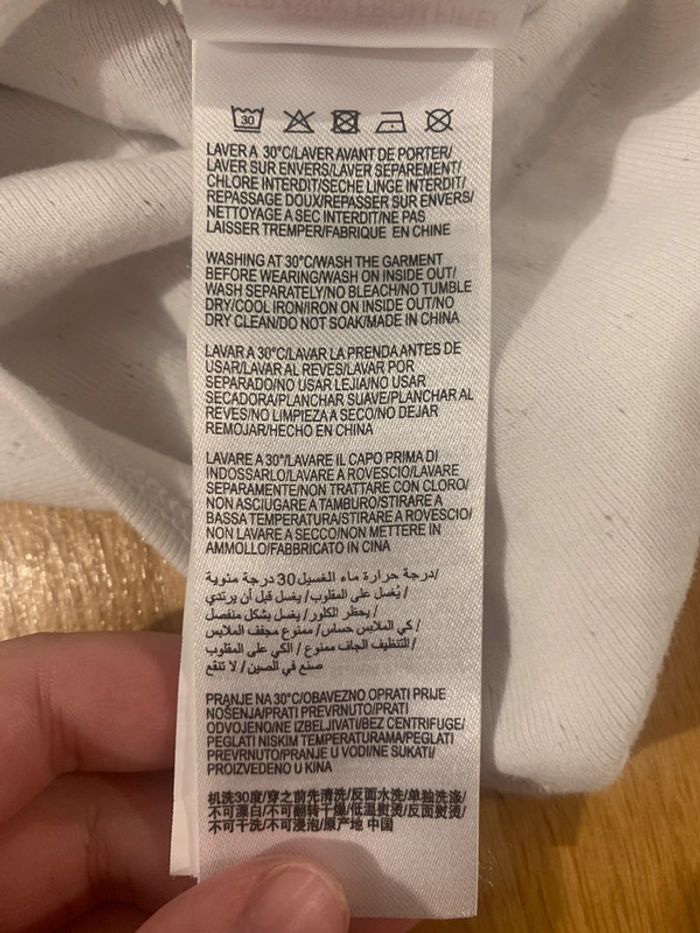 KEEP AWAY FROM FIRE!
30
LAVER A 30°C/LAVER AVANT DE PORTER/
LAVER SUR ENVERS/LAVER SEPAREMENT/
CHLORE INTERDIT/SECHE LINGE INTERDIT/
REPASSAGE DOUX/REPASSER SUR ENVERS/
NETTOYAGE A SEC INTERDIT/NE PAS
LAISSER TREMPER/FABRIQUE EN CHINE
WASHING AT 30°C/WASH THE GARMENT
BEFORE WEARING/WASH ON INSIDE OUT/
WASH SEPARATELY/NO BLEACH/NO TUMBLE
DRY/COOL IRON/IRON ON INSIDE OUT/NO
DRY CLEAN/DO NOT SOAK/MADE IN CHINA
LAVAR A 30°C/LAVAR LA PRENDA ANTES DE
USAR/LAVAR AL REVES/LAVAR POR
SEPARADO/NO USAR LEJIA/NO USAR
SECADORA/PLANCHAR SUAVE/PLANCHAR AL
REVES/NO LIMPIEZA A SECO/NO DEJAR
REMOJAR/HECHO EN CHINA
LAVARE A 30°/LAVARE IL CAPO PRIMA DI
INDOSSARLO/LAVARE A ROVESCIO/LAVARE
SEPARAMENTE/NON TRATTARE CON CLORO/
NON ASCIUGARE A TAMBURO/STIRARE A
BASSA TEMPERATURA/STIRARE A ROVESCIO/
NON LAVARE A SECCO/NON METTERE IN
AMMOLLO/FABBRICATO IN CINA
درجة حرارة ماء الغسيل 30 درجة منوية/
يُغسل على المقلوب/ يغسل قبل أن يرتدي /
يحظر الكلور/ يغسل بشكل منفصل /
كي الملابس حساس/ ممنوع مجفف الملابس /
التنظيف الجاف ممنوع / الكي على المقلوب /
صنع في الصين/ لا تنقع
PRANJE NA 30°C/OBAVEZNO OPRATI PRIJE
NOŠENJA/PRATI PREVRNUTO/PRATI
ODVOJENO/NE IZBELJIVATI/BEZ CENTRIFUGE/
PEGLATI NISKIM TEMPERATURAMA/PEGLATI
PREVRNUTO/PRANJE U VODI/NE SUKATI/
PROIZVEDENO U KINA
机洗30度/穿之前先清洗/反面水洗/单独洗涤/
不可漂白/不可翻转干燥/低温熨烫/反面熨烫/
不可干洗/不可浸泡/原产地 中国